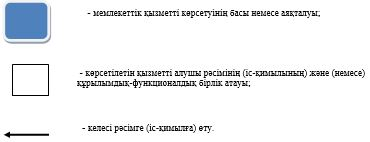 - мемлекеттік қызметті көрсетуінің басы немесе аяқталуы;
- көрсетілетін қызметті алушы рәсімінің (іс-қимылының) және (немесе)
құрылымдық-функционалдық бірлік атауы;
- келесі рәсімге (іс-қимылға) өту.